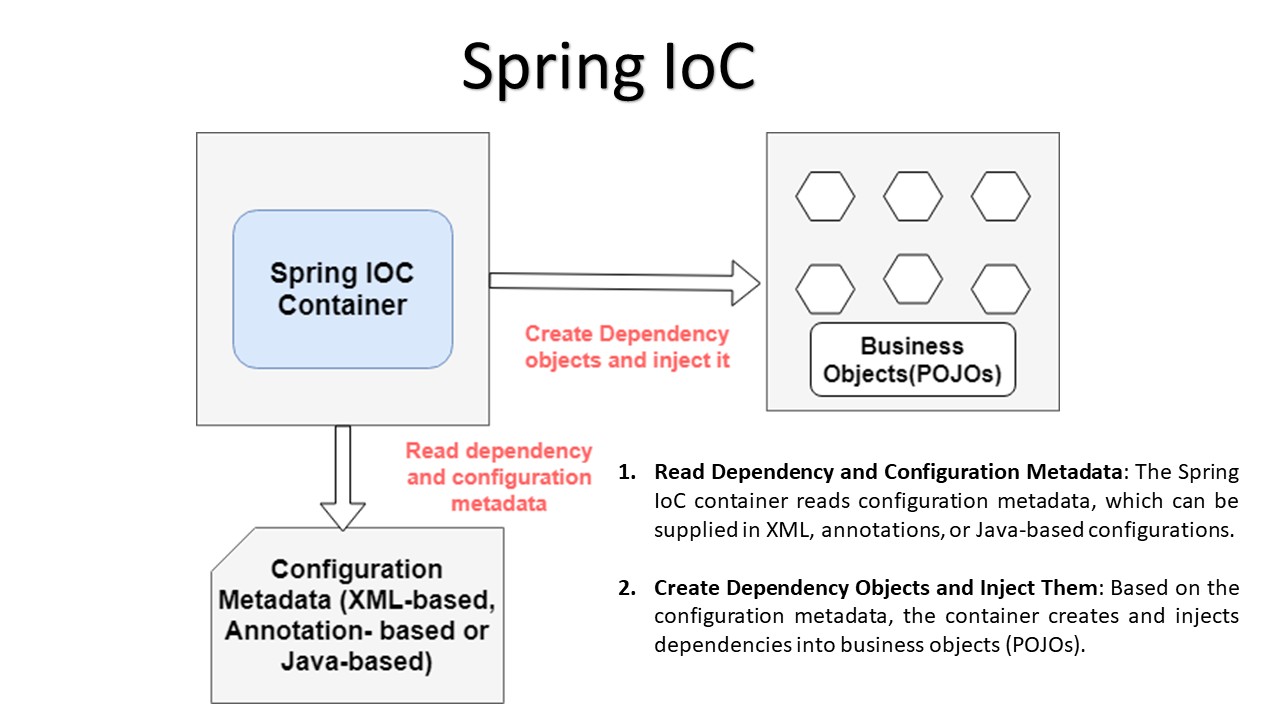 Spring IoC
Spring IOC
Container
Create Dependency
objects and inject it
Business
Objects(POJOs)
Read dependency
and configuration
metadata
Configuration
Metadata (XML-based,
Annotation- based or
Java-based)
1. Read Dependency and Configuration Metadata: The Spring
IoC container reads configuration metadata, which can be
supplied in XML, annotations, or Java-based configurations.
2. Create Dependency Objects and Inject Them: Based on the
configuration metadata, the container creates and injects
dependencies into business objects (POJOs).